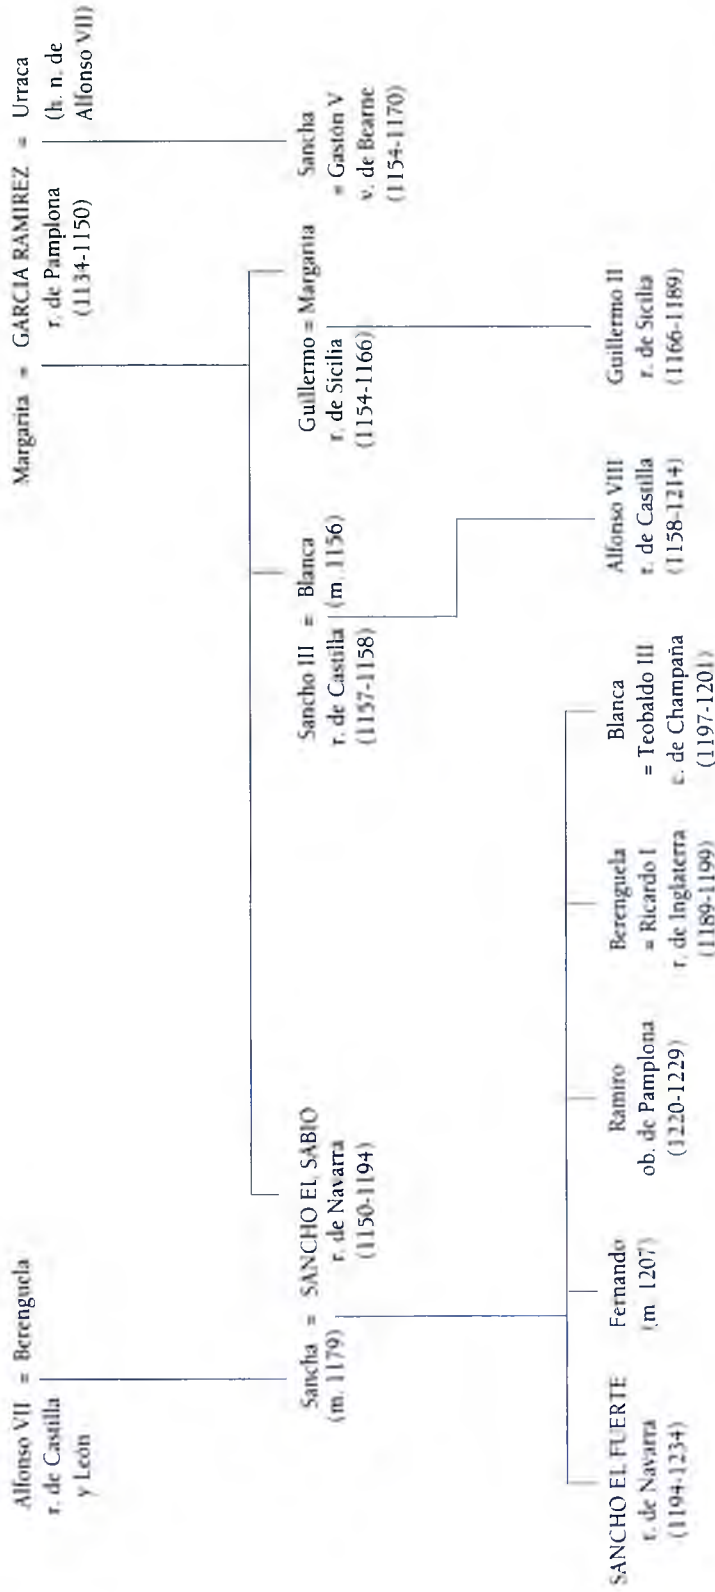 Alfonso VII = Berenguela
r. de Castilla
y León
Margarita = GARCIA RAMIREZ = Urraca
r. de Pamplona
(1134-1150)
(h. n. de
Alfonso VII)
Sancha = SANCHO EL SABIO
(m. 1179)
r. de Navarra
(1150-1194)
Sancho III = Blanca
r. de Castilla (m. 1156)
(1157-1158)
Guillermo = Margarita
r. de Sicilia
(1154-1166)
Sancha
= Gastón V
v. de Bearne
(1154-1170)
SANCHO EL FUERTE
r. de Navarra
(1194-1234)
Fernando
(m. 1207)
Ramiro
ob. de Pamplona
(1220-1229)
Berenguela
= Ricardo I
r. de Inglaterra
(1189-1199)
Blanca
= Teobaldo III
c. de Champaña
(1197-1201)
Alfonso VIII
r. de Castilla
(1158-1214)
Guillermo II
r. de Sicilia
(1166-1189)